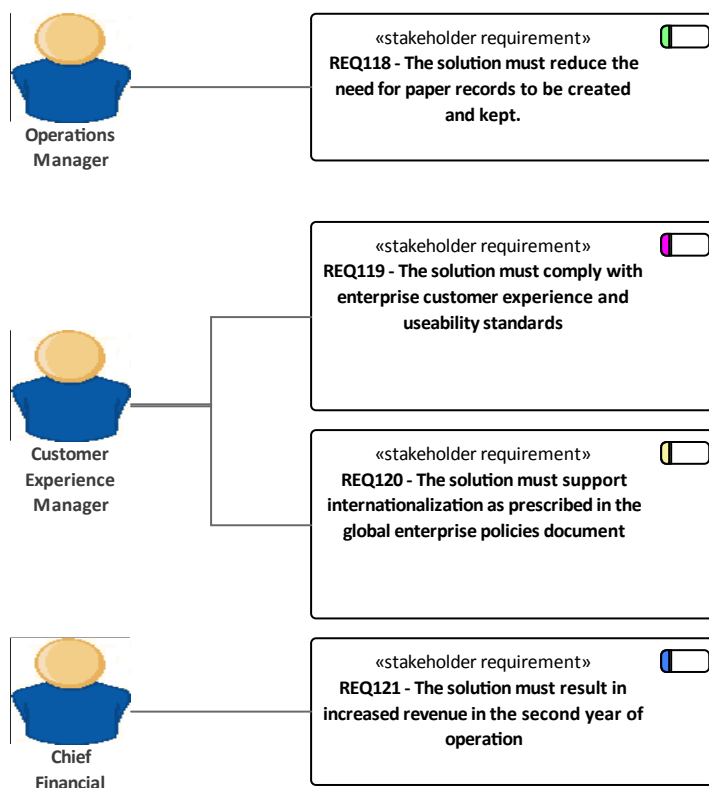 «stakeholder requirement»
REQ118 - The solution must reduce the
need for paper records to be created
and kept.
Operations
Manager
«stakeholder requirement»
REQ119 - The solution must comply with
enterprise customer experience and
useability standards
Customer
Experience
Manager
«stakeholder requirement»
REQ120 - The solution must support
internationalization as prescribed in the
global enterprise policies document
«stakeholder requirement»
REQ121 - The solution must result in
increased revenue in the second year of
operation
Chief
Financial